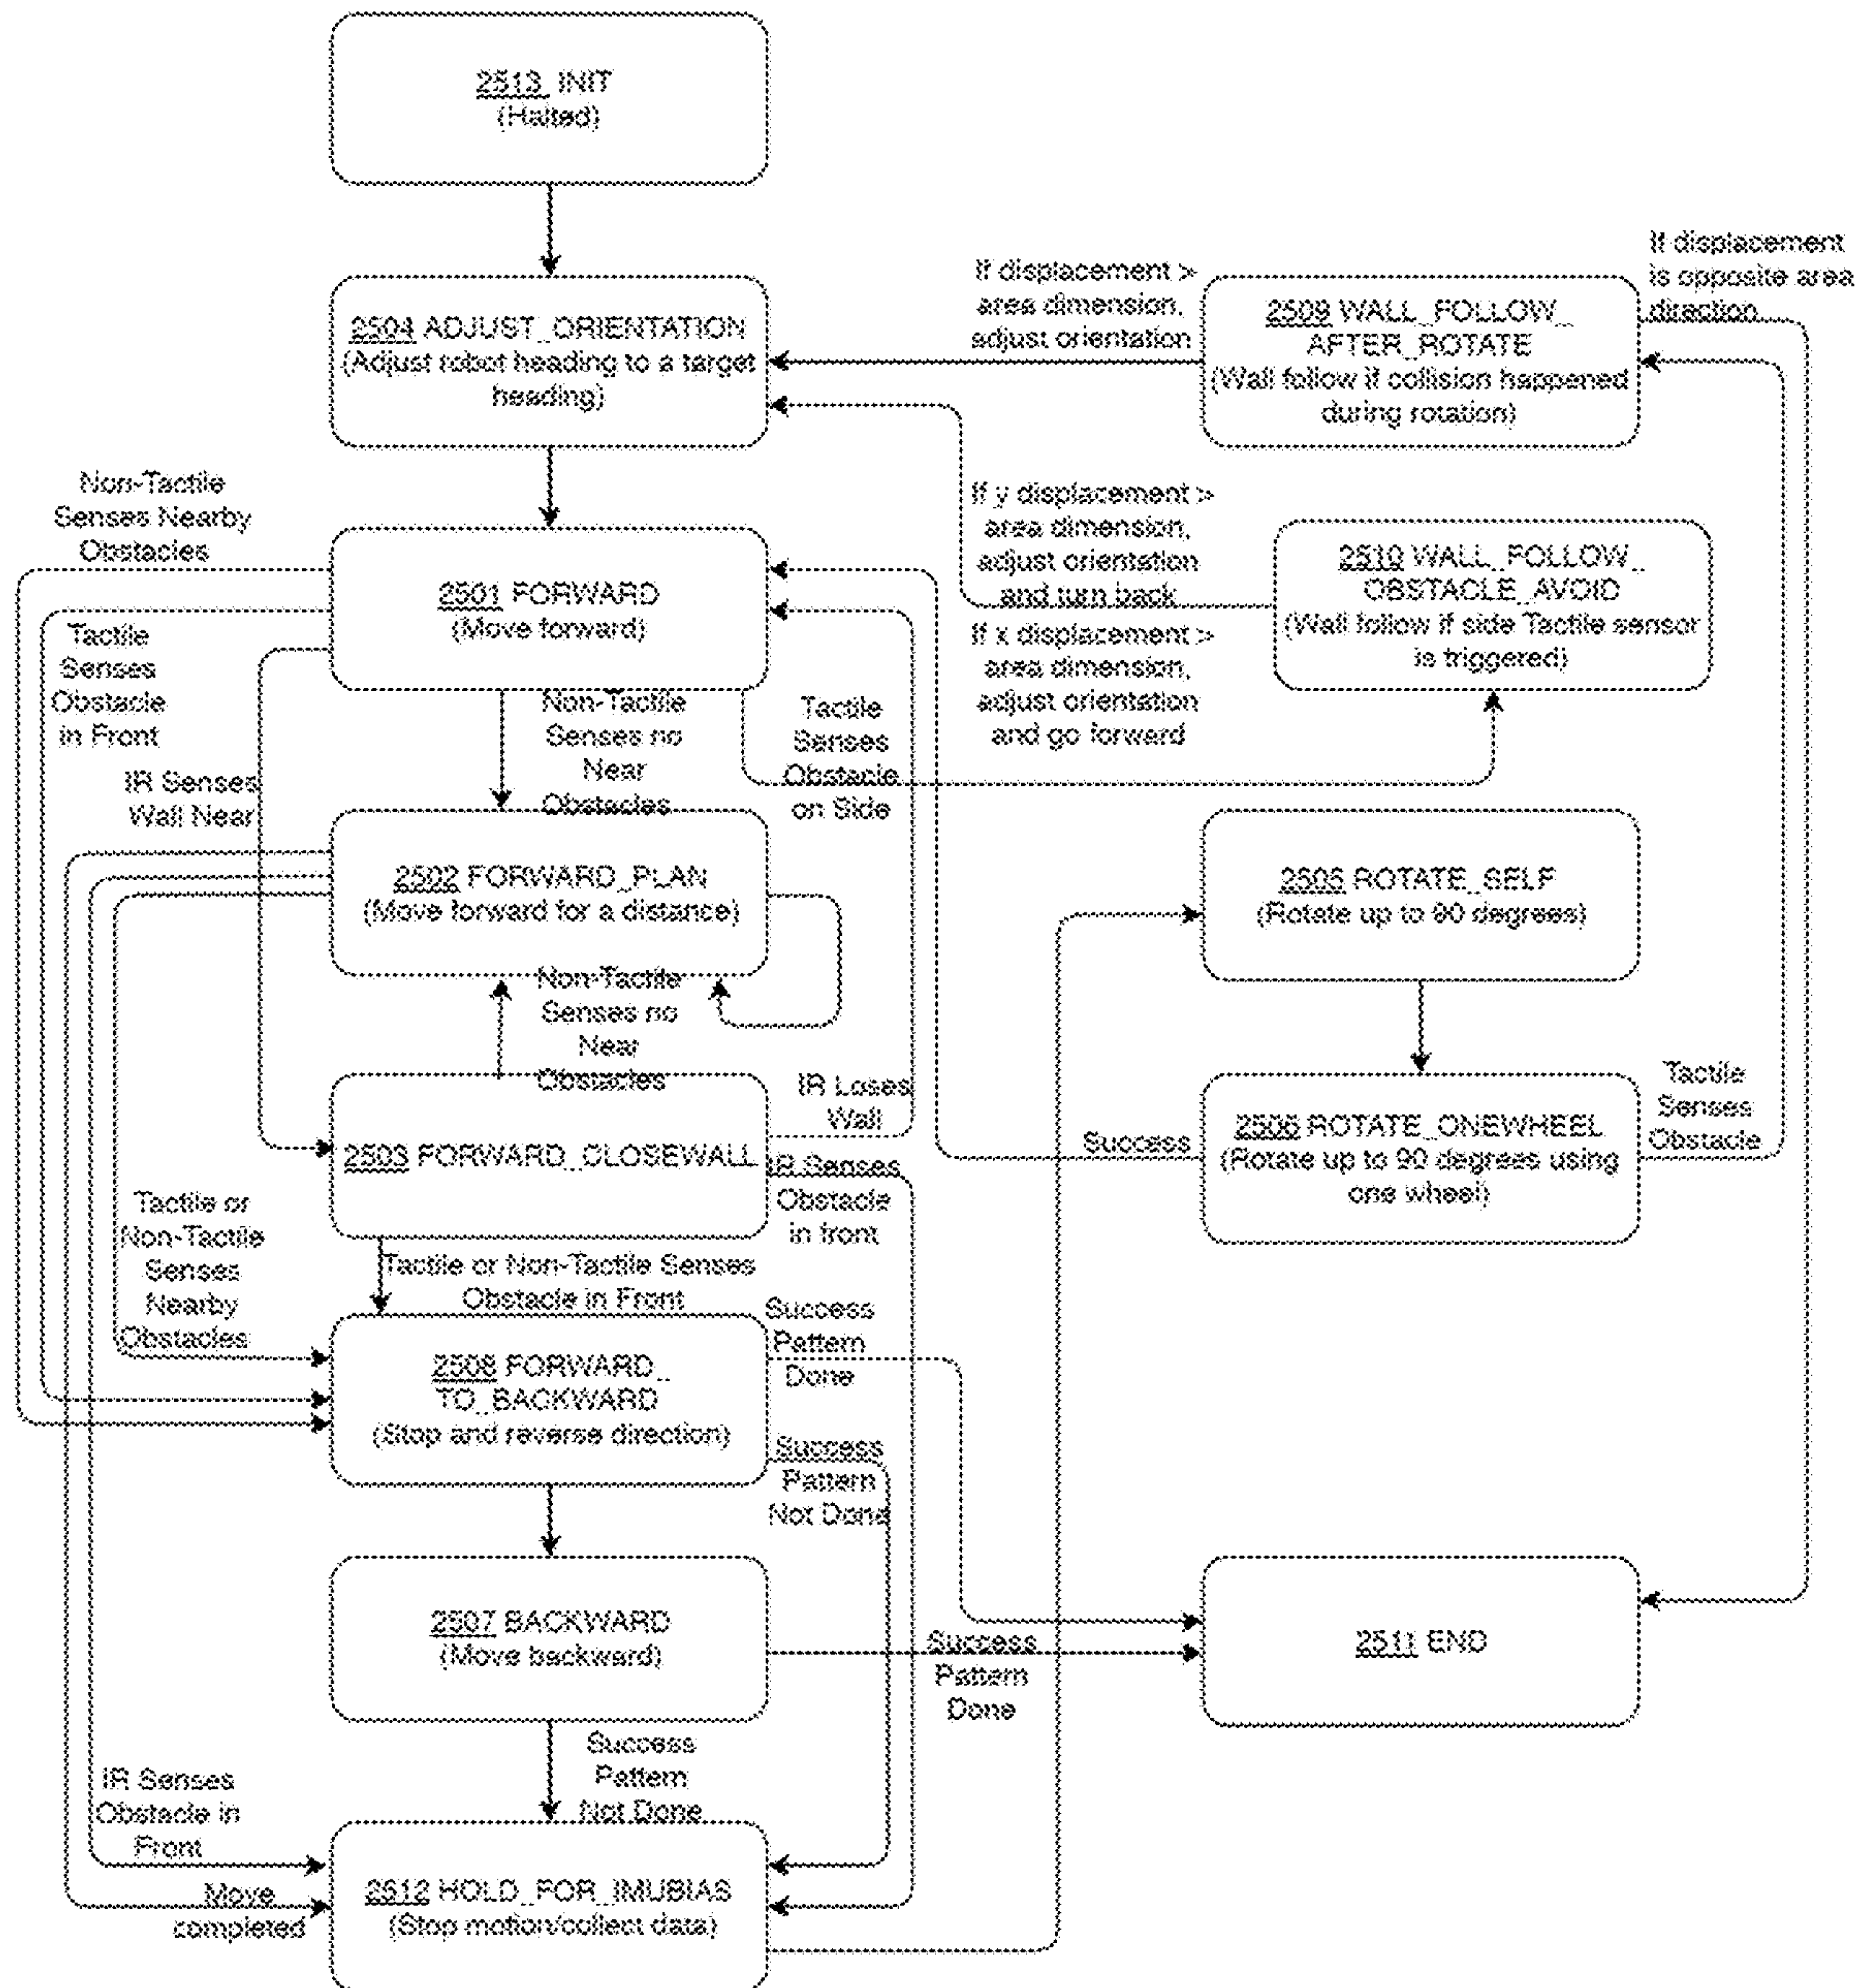 2513 INIT
(Halted)
If displacement
is opposite area
direction
If displacement >
area dimension,
adjust orientation
2509 WALL_FOLLOW_
AFTER_ROTATE
(Wall follow if collision happened
during rotation)
2504 ADJUST_ORIENTATION
(Adjust robot heading to a target
heading)
Non-Tactile
Senses Nearby
Obstacles
If y displacement >
area dimension,
adjust orientation
and turn back
If x displacement >
area dimension,
adjust orientation
and go forward
2510 WALL_FOLLOW_
OBSTACLE_AVOID
(Wall follow if side Tactile sensor
is triggered)
2501 FORWARD
(Move forward)
Tactile
Senses
Obstacle
in Front
Non-Tactile
Senses no
Near
Obstacles
Tactile
Senses
Obstacle
on Side
IR Senses
Wall Near
2502 FORWARD_PLAN
(Move forward for a distance)
2505 ROTATE_SELF
(Rotate up to 90 degrees)
Non-Tactile
Senses no
Near
Obstacles
IR Loses
Wall
2503 FORWARD_CLOSEWALL
IR Senses
Obstacle
in front
Success
2506 ROTATE_ONEWHEEL
(Rotate up to 90 degrees using
one wheel)
Tactile
Senses
Obstacle
Tactile or
Non-Tactile
Senses
Nearby
Obstacles
Tactile or Non-Tactile Senses
Obstacle in Front
Success
Pattern
Done
2508 FORWARD_
TO_BACKWARD
(Stop and reverse direction)
Success
Pattern
Not Done
2507 BACKWARD
(Move backward)
Success
Pattern
Done
2511 END
Success
Pattern
Not Done
IR Senses
Obstacle in
Front
Move
completed
2512 HOLD_FOR_IMUBIAS
(Stop motion/collect data)